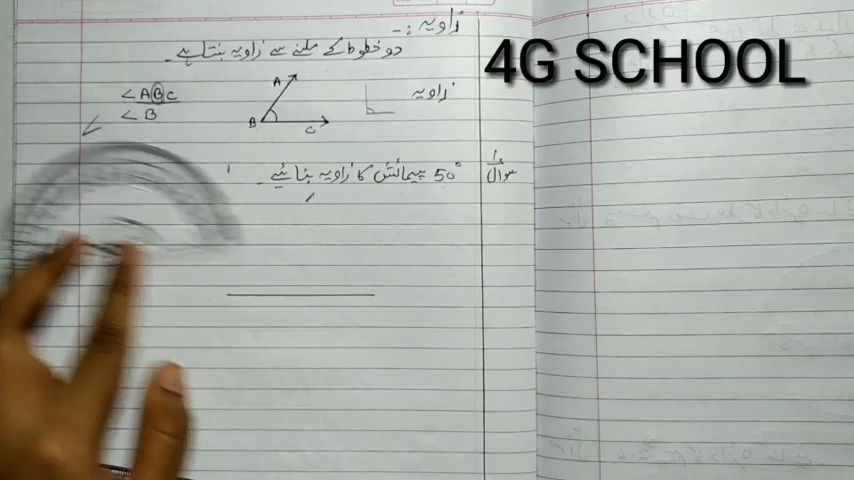 زاویہ :-
4G SCHOOL
دو خطوط کے ملنے سے زاویہ بنتا ہے۔
∠ABC
∠B
A
B
C
زاویہ
سوال 1
50° پیمائش کا زاویہ بنائیے۔